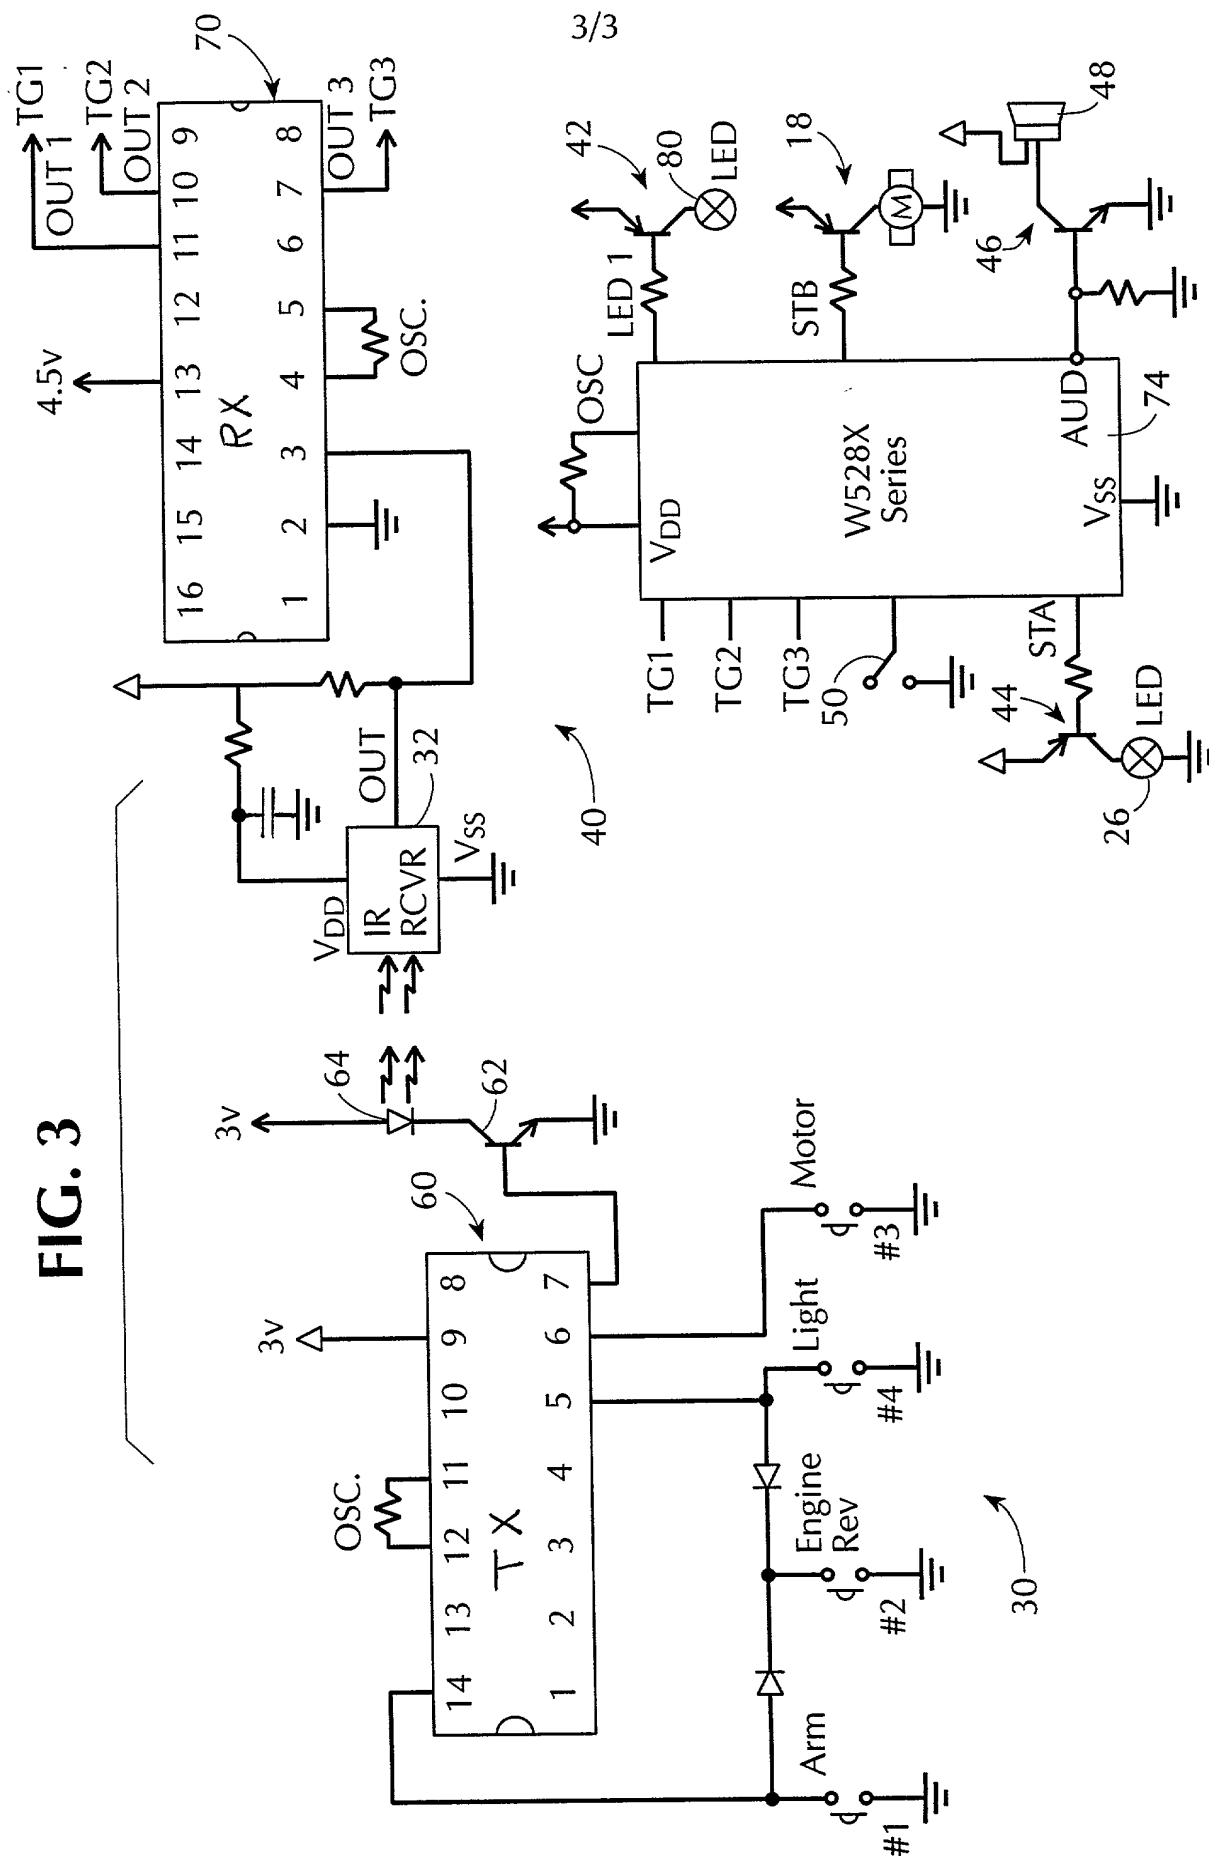 3/3
FIG. 3
OSC.
3v
3v
64
62
60
14 13 12 11 10 9 8
TX
1 2 3 4 5 6 7
Arm
#1
Engine
Rev
#2
Light
#4
Motor
#3
30
VDD
IR
RCVR
VSS
OUT
32
40
4.5v
OUT 1
TG1
OUT 2
TG2
70
16 15 14 13 12 11 10 9
RX
1 2 3 4 5 6 7 8
OSC.
OUT 3
TG3
TG1
TG2
TG3
50
STA
44
LED
26
VDD
OSC
W528X
Series
VSS
AUD
74
LED 1
42
80
LED
STB
18
M
46
48